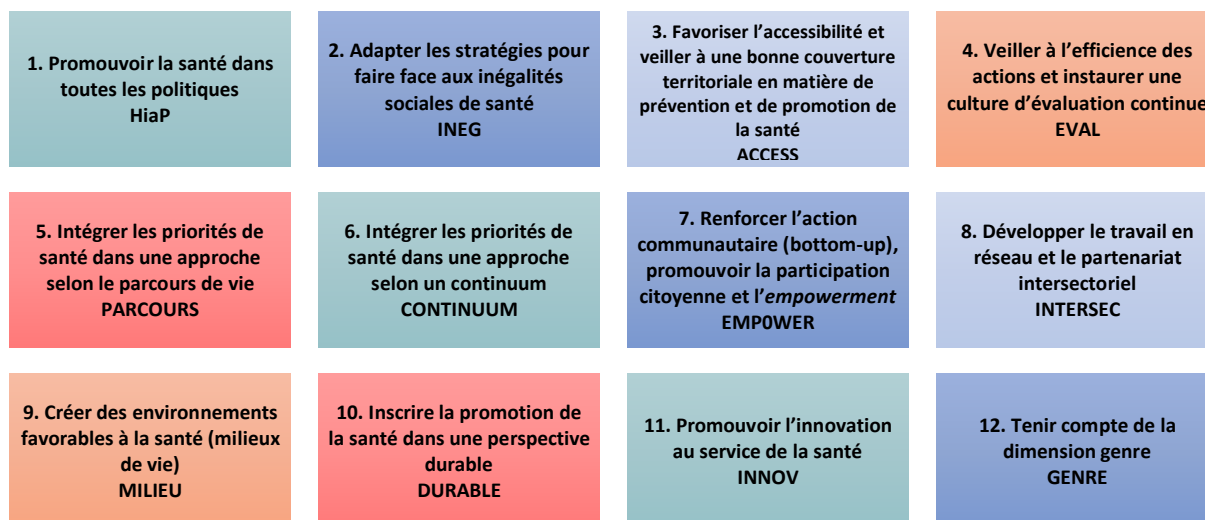 1. Promouvoir la santé dans
toutes les politiques
HiaP
2. Adapter les stratégies pour
faire face aux inégalités
sociales de santé
INEG
3. Favoriser l’accessibilité et
veiller à une bonne couverture
territoriale en matière de
prévention et de promotion de
la santé
ACCESS
4. Veiller à l’efficience des
actions et instaurer une
culture d’évaluation continue
EVAL
5. Intégrer les priorités de
santé dans une approche
selon le parcours de vie
PARCOURS
6. Intégrer les priorités de
santé dans une approche
selon un continuum
CONTINUUM
7. Renforcer l’action
communautaire (bottom-up),
promouvoir la participation
citoyenne et l’empowerment
EMP0WER
8. Développer le travail en
réseau et le partenariat
intersectoriel
INTERSEC
9. Créer des environnements
favorables à la santé (milieux
de vie)
MILIEU
10. Inscrire la promotion de
la santé dans une perspective
durable
DURABLE
11. Promouvoir l’innovation
au service de la santé
INNOV
12. Tenir compte de la
dimension genre
GENRE